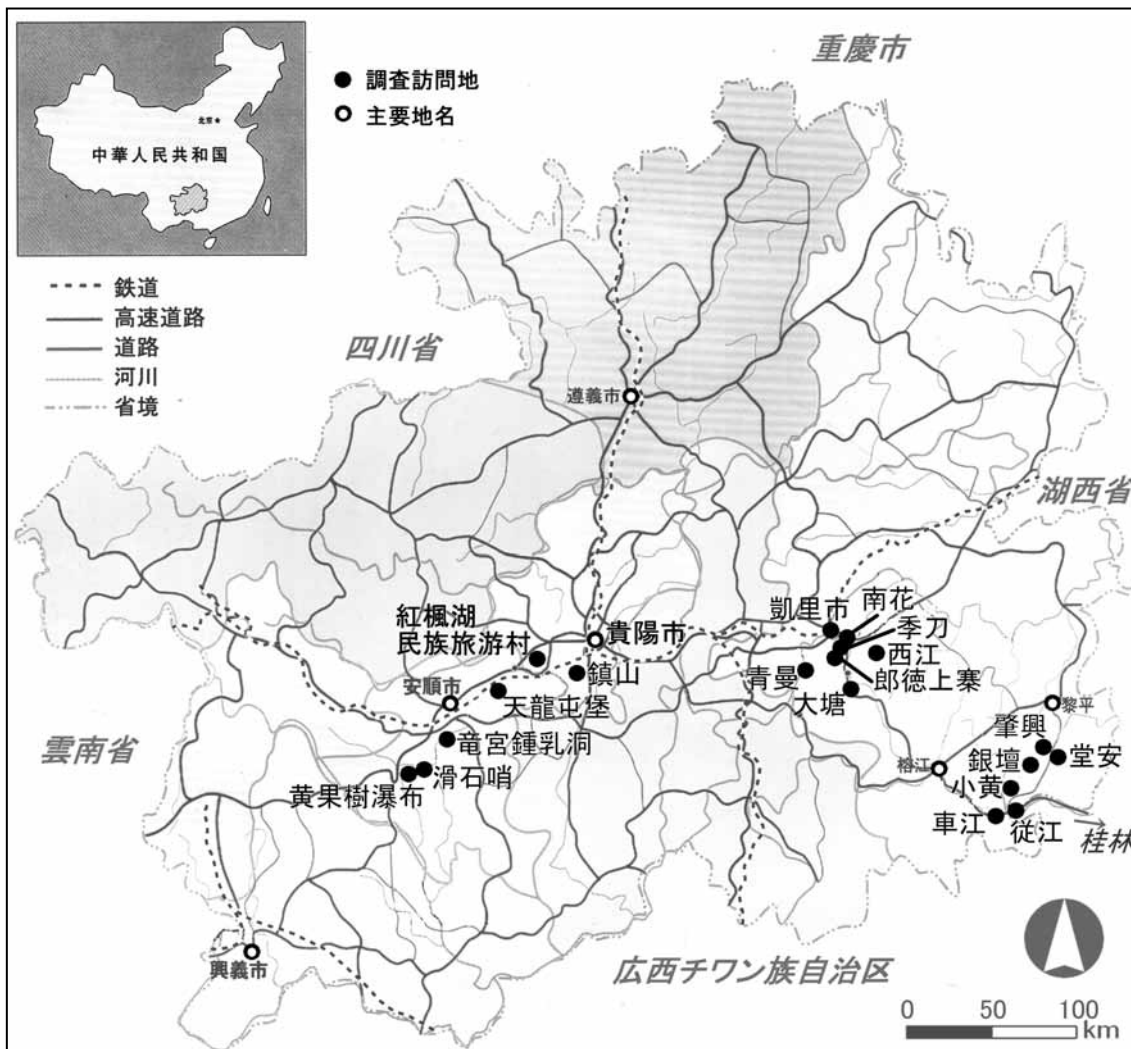 重慶市
調査訪問地
主要地名
北京
中華人民共和国
鉄道
高速道路
道路
河川
省境
四川省
遵義市
湖西省
凱里市
南花
季刀
西江
郎徳上寨
紅楓湖
民族旅游村
貴陽市
鎮山
青曼
大塘
安順市
天龍屯堡
黎平
肇興
雲南省
竜宮鍾乳洞
滑石哨
黄果樹瀑布
榕江
銀壇
堂安
小黄
車江
従江
桂林
興義市
広西チワン族自治区
0 50 100
km